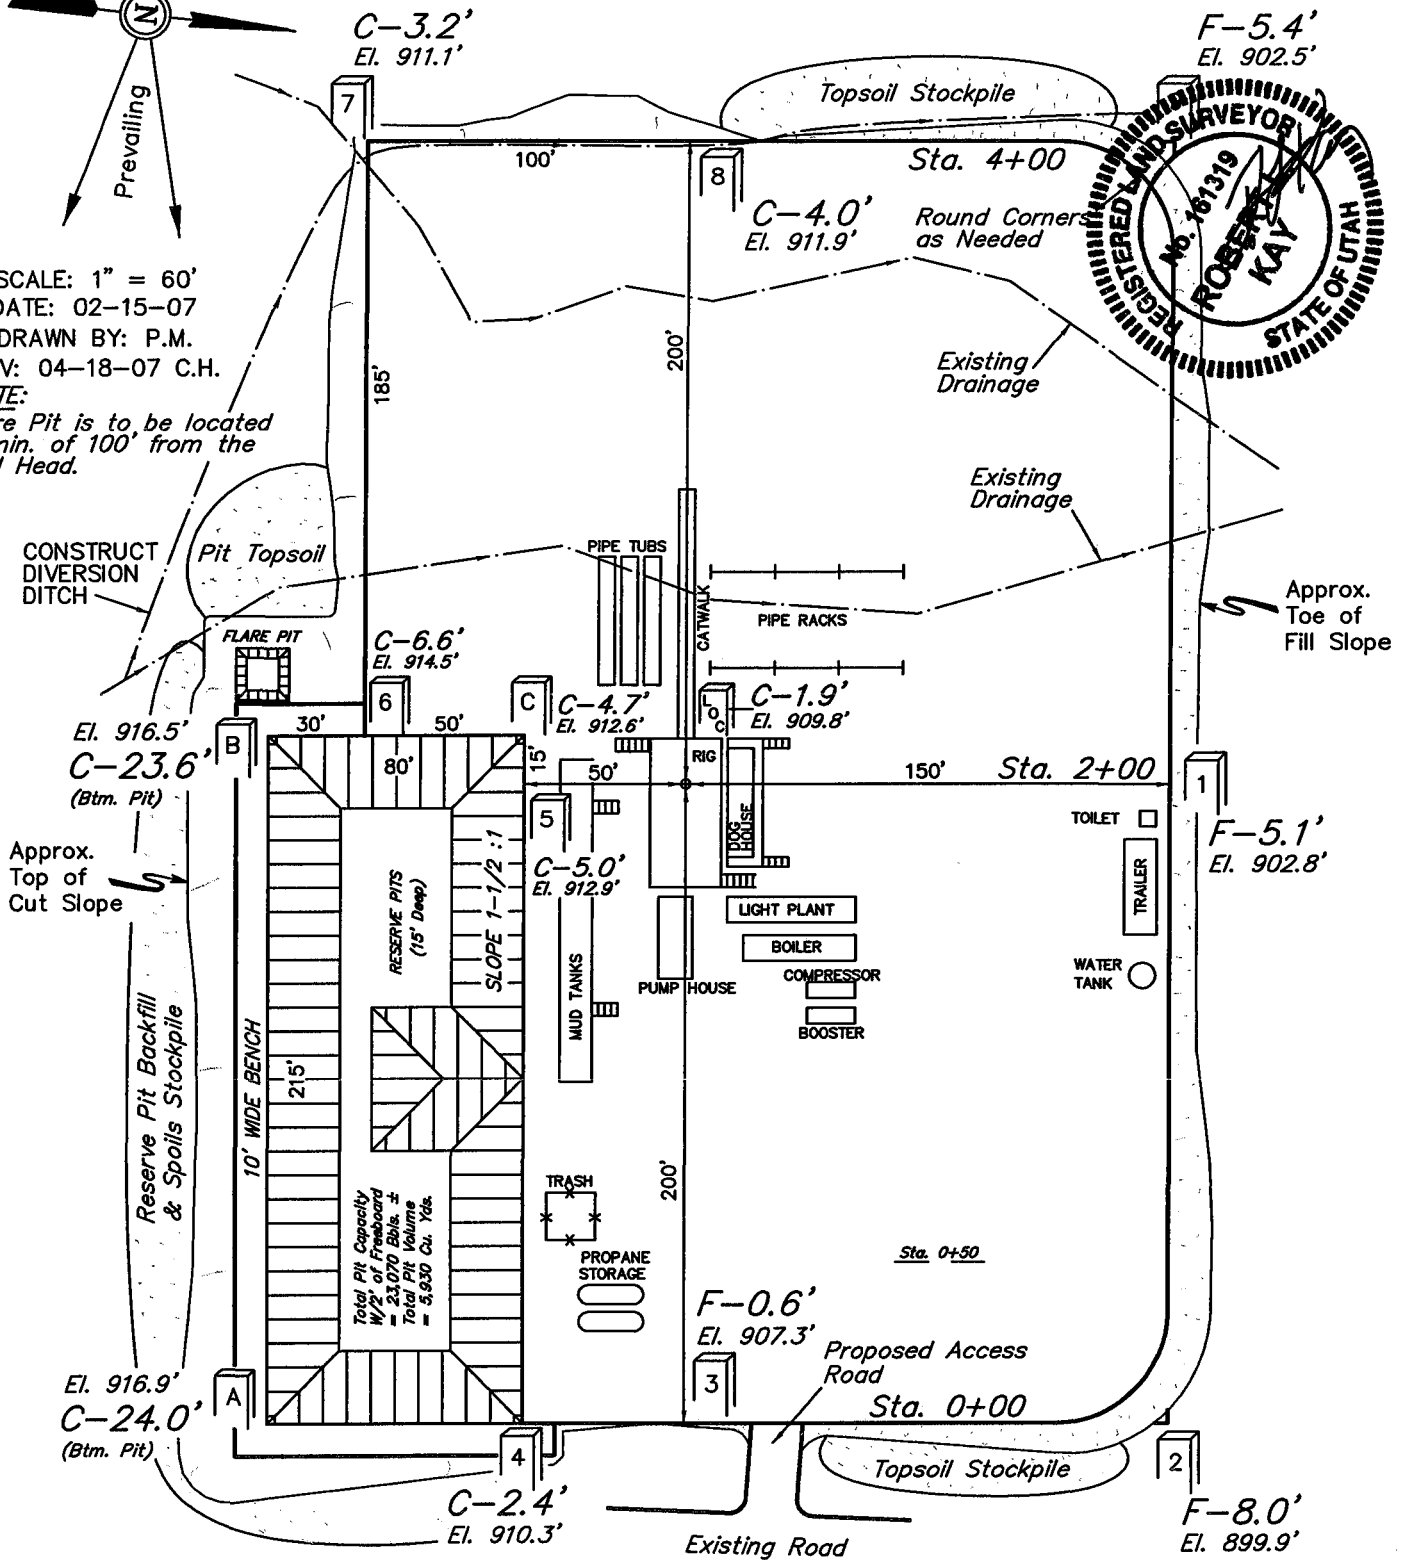 N
Prevailing
C-3.2'
El. 911.1'
7
F-5.4'
El. 902.5'
Topsoil Stockpile
100'
8
Sta. 4+00
C-4.0'
El. 911.9'
Round Corners
as Needed
REGISTERED LAND SURVEYOR
No. 161319
ROBERT
KAY
STATE OF UTAH
SCALE: 1" = 60'
DATE: 02-15-07
DRAWN BY: P.M.
V: 04-18-07 C.H.
TE:
re Pit is to be located
min. of 100' from the
l Head.
185'
200'
Existing
Drainage
Existing
Drainage
CONSTRUCT
DIVERSION
DITCH
Pit Topsoil
PIPE TUBS
CATWALK
PIPE RACKS
Approx.
Toe of
Fill Slope
FLARE PIT
C-6.6'
El. 914.5'
6
C
C-4.7'
El. 912.6'
LOC
C-1.9'
El. 909.8'
El. 916.5'
C-23.6'
(Btm. Pit)
B
30'
50'
80'
15'
50'
RIG
150'
Sta. 2+00
1
F-5.1'
El. 902.8'
5
C-5.0'
El. 912.9'
DOG
HOUSE
TOILET
TRAILER
Approx.
Top of
Cut Slope
RESERVE PITS
(15' Deep)
SLOPE 1-1/2 :1
LIGHT PLANT
BOILER
COMPRESSOR
BOOSTER
PUMP HOUSE
MUD TANKS
WATER
TANK
Reserve Pit Backfill
& Spoils Stockpile
10' WIDE BENCH
215'
Total Pit Capacity
W/2' of Freeboard
= 23,070 Bbls. ±
Total Pit Volume
= 5,930 Cu. Yds.
TRASH
200'
PROPANE
STORAGE
Sta. 0+50
F-0.6'
El. 907.3'
3
Proposed Access
Road
Sta. 0+00
El. 916.9'
C-24.0'
(Btm. Pit)
A
4
C-2.4'
El. 910.3'
Topsoil Stockpile
2
F-8.0'
El. 899.9'
Existing Road